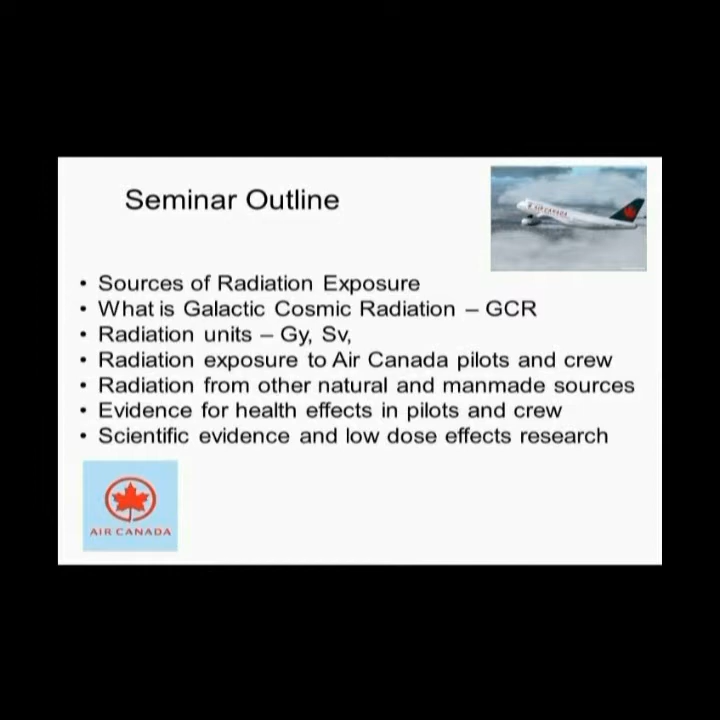 Seminar Outline
AIR CANADA
• Sources of Radiation Exposure
• What is Galactic Cosmic Radiation – GCR
• Radiation units – Gy, Sv,
• Radiation exposure to Air Canada pilots and crew
• Radiation from other natural and manmade sources
• Evidence for health effects in pilots and crew
• Scientific evidence and low dose effects research
AIR CANADA